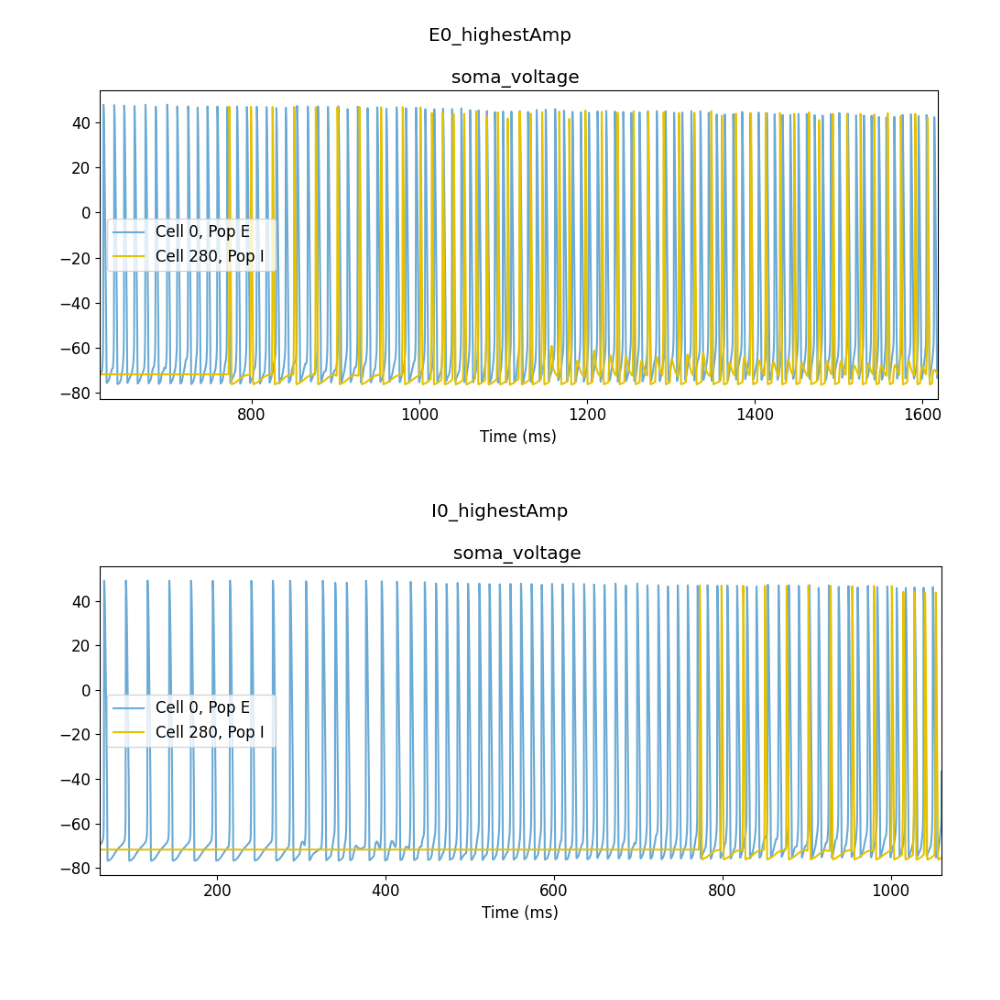 E0_highestAmp
soma_voltage
40
20
0
−20
−40
−60
−80
Cell 0, Pop E
Cell 280, Pop I
800 1000 1200 1400 1600
Time (ms)
I0_highestAmp
soma_voltage
40
20
0
−20
−40
−60
−80
Cell 0, Pop E
Cell 280, Pop I
200 400 600 800 1000
Time (ms)